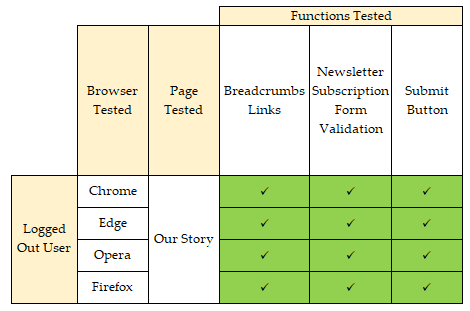 Functions Tested
Browser
Tested
Page
Tested
Breadcrumbs
Links
Newsletter
Subscription
Form
Validation
Submit
Button
Logged
Out User
Chrome
✓ ✓ ✓
Edge
✓ ✓ ✓
Our Story
Opera
✓ ✓ ✓
Firefox
✓ ✓ ✓